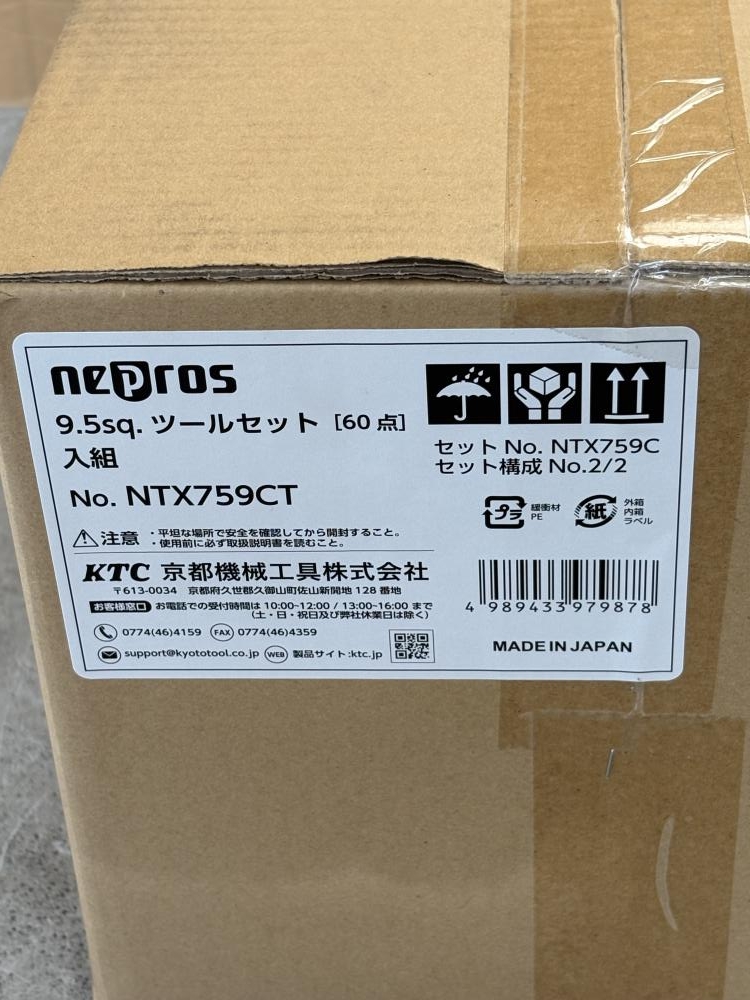 nepros
9.5sq. ツールセット [60点]
入組
No. NTX759CT
セット No. NTX759C
セット構成 No.2/2
プラ
緩衝材
PE
紙
外箱
内箱
ラベル
注意
・平坦な場所で安全を確認してから開封すること。
・使用前に必ず取扱説明書を読むこと。
KTC 京都機械工具株式会社
〒613-0034 京都府久世郡久御山町佐山新開地 128 番地
お客様窓口 お電話での受付時間は 10:00~12:00 / 13:00~16:00 まで
(土・日・祝日及び弊社休業日は除く)
0774(46)4159 FAX 0774(46)4359
support@kyototool.co.jp WEB 製品サイト:ktc.jp
4 989433 979878
MADE IN JAPAN